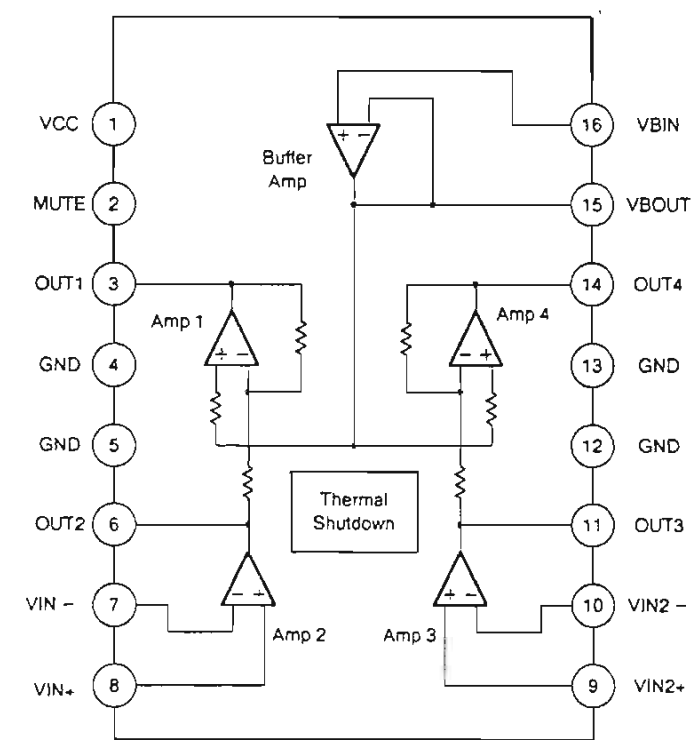 VCC 1
16 VBIN
Buffer
Amp
+ −
MUTE 2
15 VBOUT
OUT1 3
14 OUT4
Amp 1
Amp 4
+ −
− +
GND 4
13 GND
GND 5
12 GND
Thermal
Shutdown
OUT2 6
11 OUT3
VIN − 7
10 VIN2 −
− +
+ −
Amp 2
Amp 3
VIN+ 8
9 VIN2+